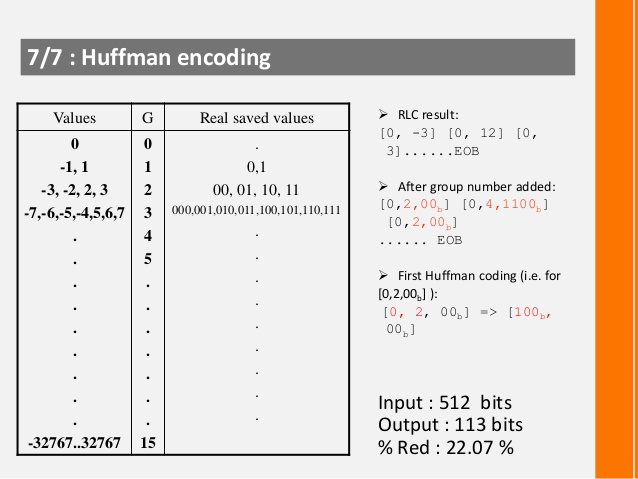 7/7 : Huffman encoding
Values G Real saved values
0 0 .
-1, 1 1 0,1
-3, -2, 2, 3 2 00, 01, 10, 11
-7,-6,-5,-4,5,6,7 3 000,001,010,011,100,101,110,111
. 4 .
. 5 .
. . .
. . .
. . .
. . .
. . .
. . .
. . .
-32767..32767 15
➢ RLC result:
[0, -3] [0, 12] [0,
3]......EOB
➢ After group number added:
[0,2,00b] [0,4,1100b]
[0,2,00b]
...... EOB
➢ First Huffman coding (i.e. for
[0,2,00b] ):
[0, 2, 00b] => [100b,
00b]
Input : 512 bits
Output : 113 bits
% Red : 22.07 %